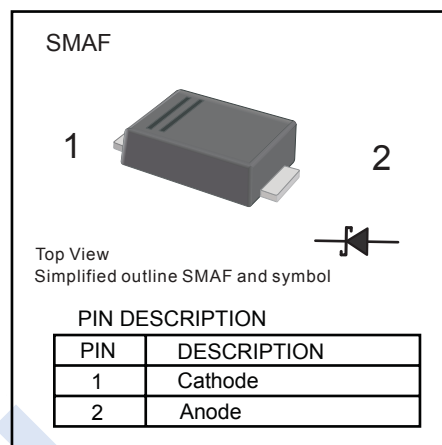 SMAF
1
2
Top View
Simplified outline SMAF and symbol
PIN DESCRIPTION
PIN DESCRIPTION
1 Cathode
2 Anode